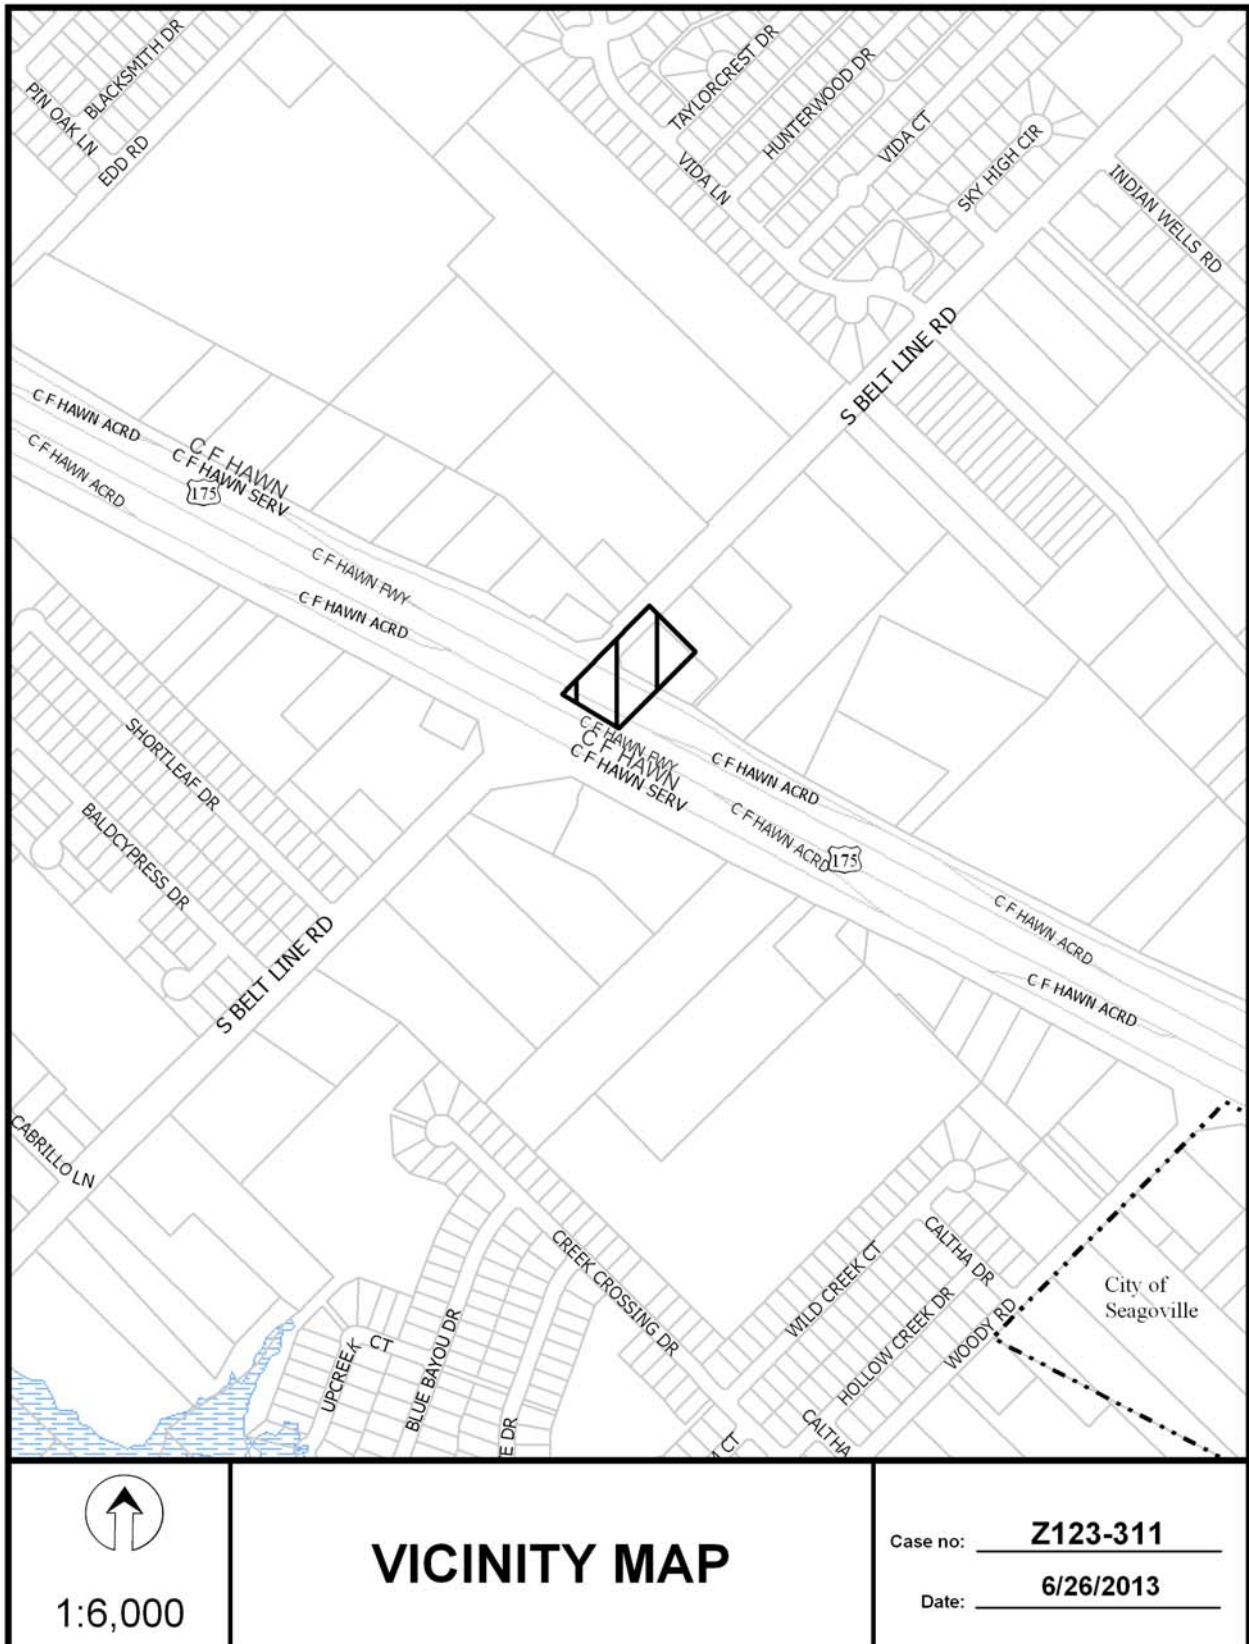 BLACKSMITH DR
PIN OAK LN
EDD RD
TAYLORCREST DR
HUNTERWOOD DR
VIDA CT
VIDA LN
SKY HIGH CIR
INDIAN WELLS RD
S BELT LINE RD
C F HAWN ACRD
C F HAWN ACRD
C F HAWN
C F HAWN SERV
175
C F HAWN FWY
C F HAWN ACRD
C F HAWN FWY
C F HAWN
C F HAWN SERV
C F HAWN ACRD
C F HAWN ACRD
175
C F HAWN ACRD
C F HAWN ACRD
SHORTLEAF DR
BALDCYPRESS DR
S BELT LINE RD
CABRILLO LN
CREEK CROSSING DR
UPCREEK CT
BLUE BAYOU DR
E DR
WILD CREEK CT
CALTHA DR
HOLLOW CREEK DR
WOODY RD
City of
Seagoville
CALTHA
CT
1:6,000
VICINITY MAP
Case no: Z123-311
Date: 6/26/2013